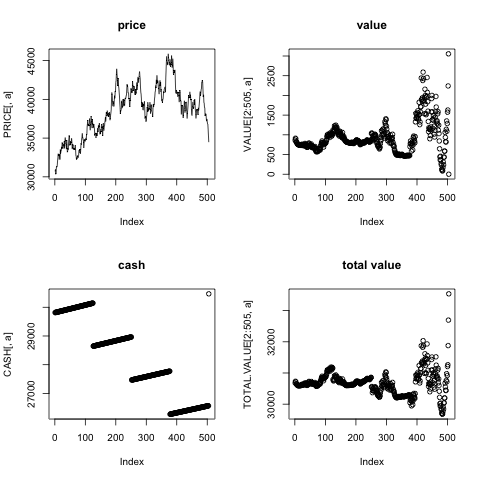 price
PRICE[, a]
30000 35000 40000 45000
0 100 200 300 400 500
Index
value
VALUE[2:505, a]
0 500 1500 2500
0 100 200 300 400 500
Index
cash
CASH[, a]
27000 29000
0 100 200 300 400 500
Index
total value
TOTAL.VALUE[2:505, a]
30000 32000
0 100 200 300 400 500
Index